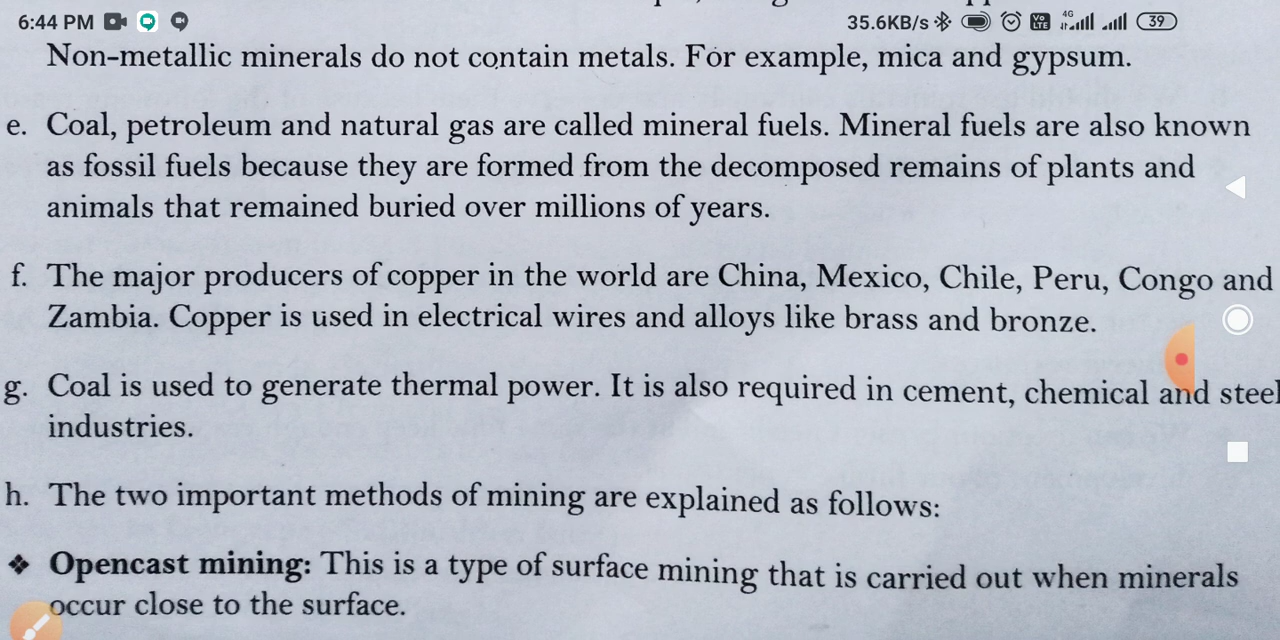 6:44 PM 35.6KB/s Vo LTE 4G 39
Non-metallic minerals do not contain metals. For example, mica and gypsum.
e. Coal, petroleum and natural gas are called mineral fuels. Mineral fuels are also known
as fossil fuels because they are formed from the decomposed remains of plants and
animals that remained buried over millions of years.
f. The major producers of copper in the world are China, Mexico, Chile, Peru, Congo and
Zambia. Copper is used in electrical wires and alloys like brass and bronze.
g. Coal is used to generate thermal power. It is also required in cement, chemical and steel
industries.
h. The two important methods of mining are explained as follows:
❖ Opencast mining: This is a type of surface mining that is carried out when minerals
occur close to the surface.